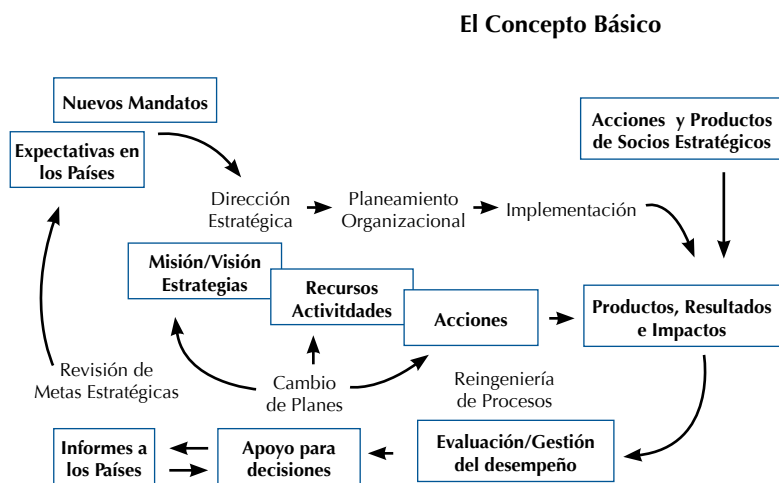 El Concepto Básico
Nuevos Mandatos
Expectativas en
los Países
Acciones y Productos
de Socios Estratégicos
Dirección
Estratégica
Planeamiento
Organizacional
Implementación
Misión/Visión
Estrategias
Recursos
Activitdades
Acciones
Productos, Resultados
e Impactos
Revisión de
Metas Estratégicas
Cambio
de Planes
Reingeniería
de Procesos
Informes a
los Países
Apoyo para
decisiones
Evaluación/Gestión
del desempeño